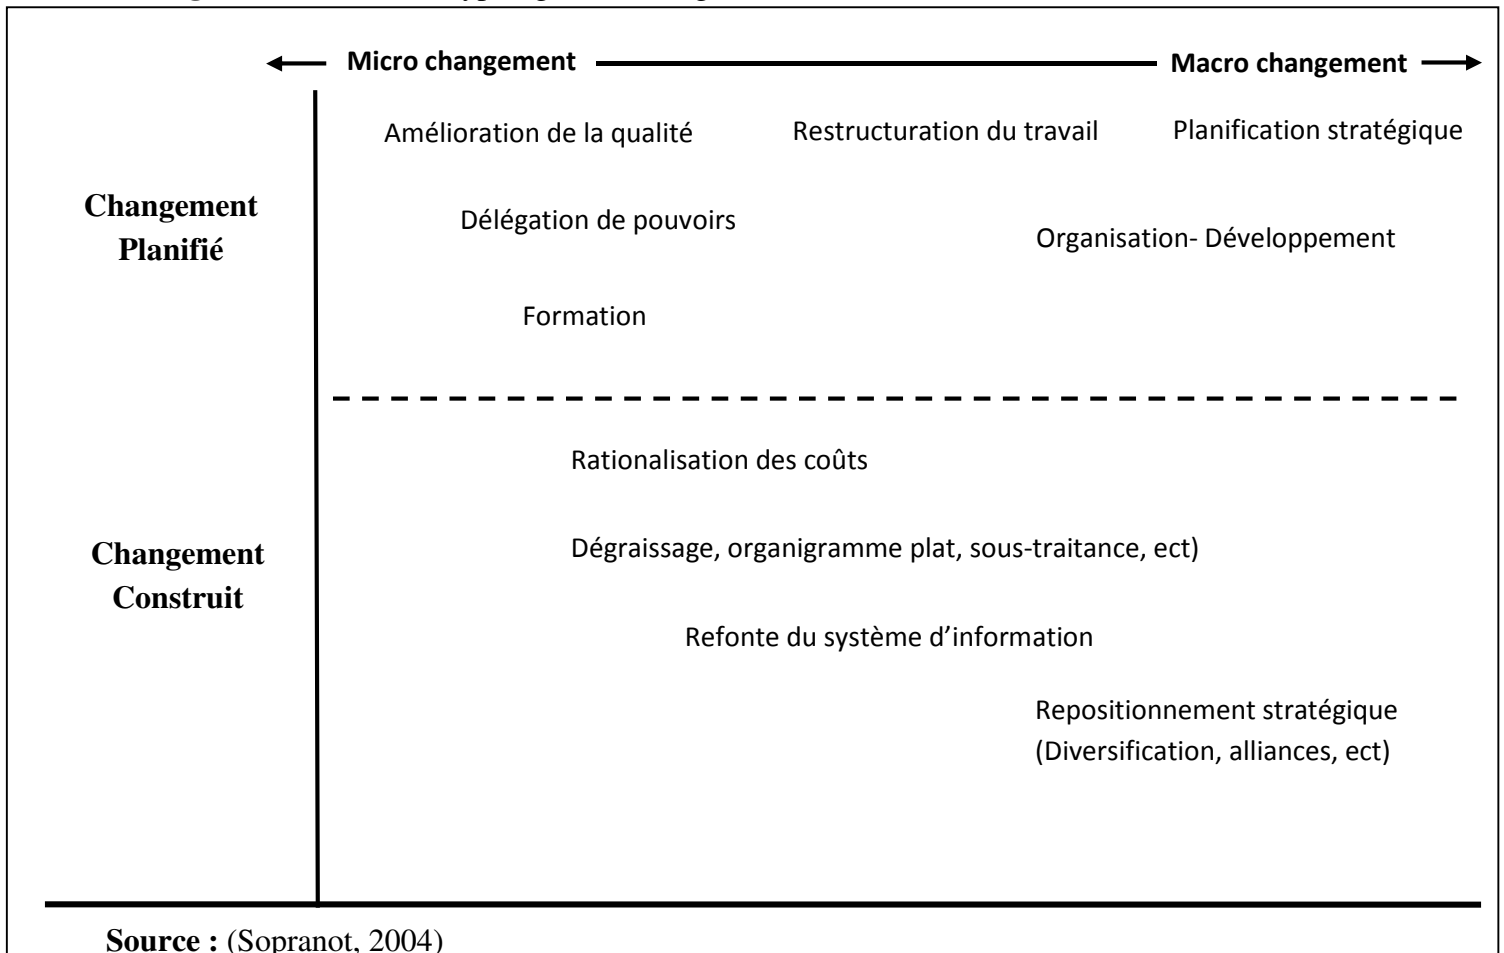 Micro changement Macro changement
Amélioration de la qualité Restructuration du travail Planification stratégique
Changement
Planifié
Délégation de pouvoirs
Organisation- Développement
Formation
Rationalisation des coûts
Changement
Construit
Dégraissage, organigramme plat, sous-traitance, ect)
Refonte du système d’information
Repositionnement stratégique
(Diversification, alliances, ect)
Source : (Sopranot, 2004)